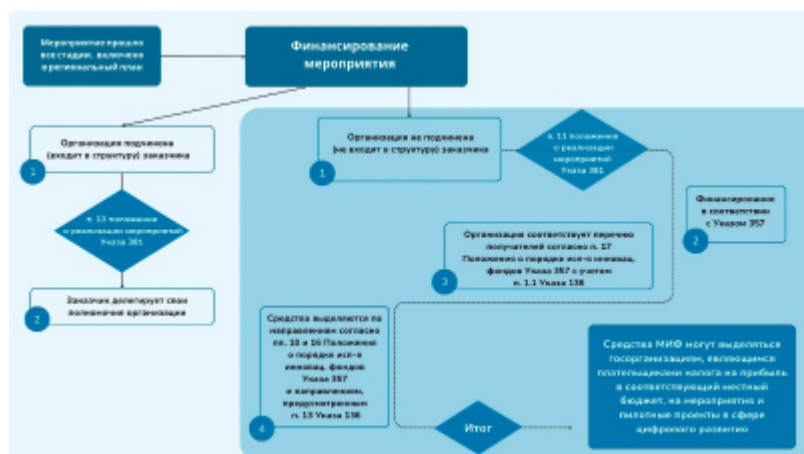 Мероприятие прошло
все стадии, включено
в региональный план
Финансирование
мероприятия
Организация подчинена
(входит в структуру) заказчика
1
п. 13 положения
о реализации мероприятий
Указа 381
Заказчик делегирует свои
полномочия организации
2
Организация не подчинена
(не входит в структуру) заказчика
1
п. 11 положения
о реализации
мероприятий
Указа 381
Финансирование
в соответствии
с Указом 357
2
Организация соответствует перечню
получателей согласно п. 17
Положения о порядке исп-я инновац.
фондов Указа 357 с учетом
п. 1.1 Указа 136
3
Средства выделяются по
направлениям согласно
пп. 10 и 16 Положения
о порядке исп-я
инновац. фондов
Указа 357
и направлениям,
предусмотренным
п. 13 Указа 136
4
Итог
Средства МИФ могут выделяться
госорганизациям, являющимся
плательщиками налога на прибыль
в соответствующий местный
бюджет, на мероприятия и
пилотные проекты в сфере
цифрового развития